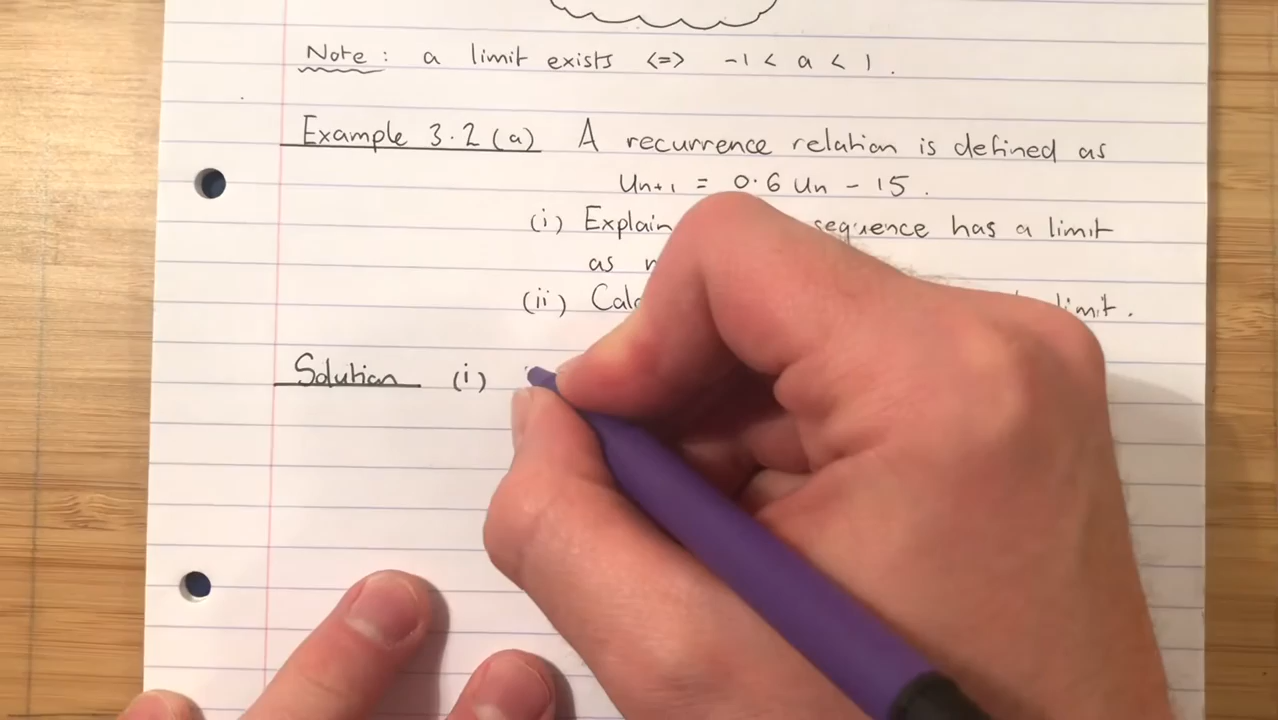 Note : a limit exists <=> -1 < a < 1 .
Example 3.2 (a) A recurrence relation is defined as
Un+1 = 0.6 Un - 15 .
(i) Explain sequence has a limit
as
(ii) limit .
Solution (i)